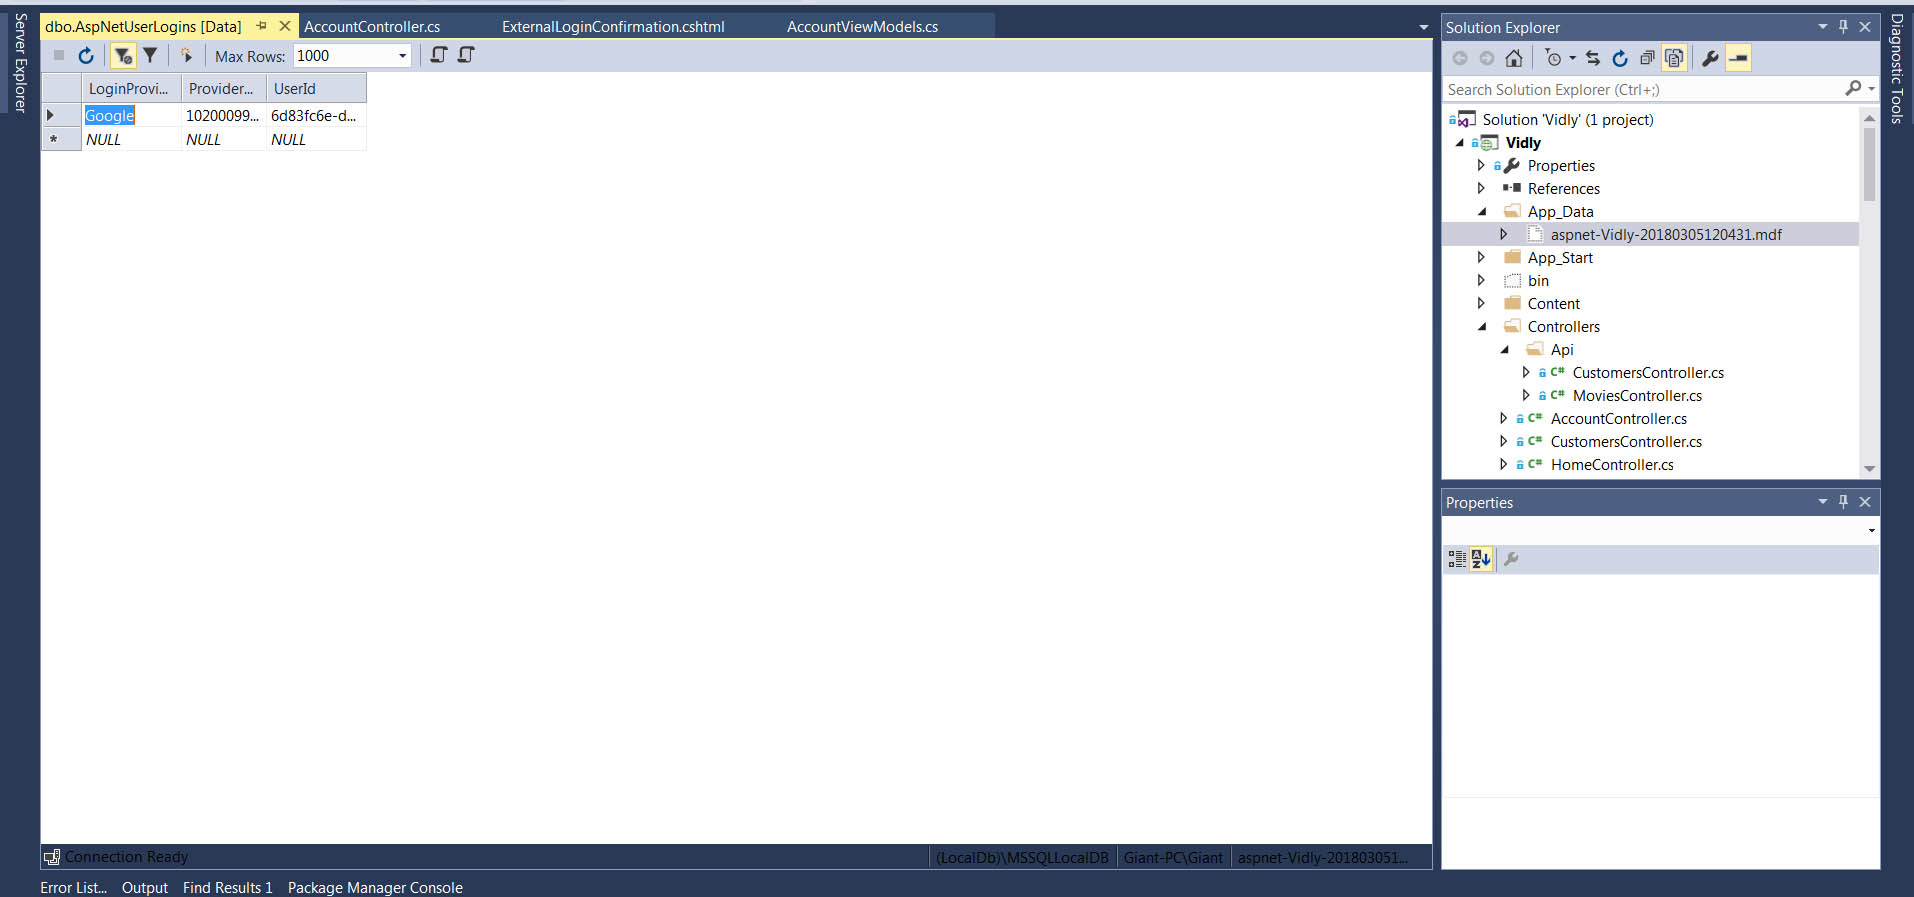 Server Explorer
dbo.AspNetUserLogins [Data]
AccountController.cs
ExternalLoginConfirmation.cshtml
AccountViewModels.cs
Max Rows: 1000
LoginProvi... Provider... UserId
Google 10200099... 6d83fc6e-d...
NULL NULL NULL
Connection Ready
(LocalDb)\MSSQLLocalDB
Giant-PC\Giant
aspnet-Vidly-201803051...
Error List... Output Find Results 1 Package Manager Console
Solution Explorer
Search Solution Explorer (Ctrl+;)
Solution 'Vidly' (1 project)
Vidly
Properties
References
App_Data
aspnet-Vidly-20180305120431.mdf
App_Start
bin
Content
Controllers
Api
C# CustomersController.cs
C# MoviesController.cs
C# AccountController.cs
C# CustomersController.cs
C# HomeController.cs
Properties
Diagnostic Tools